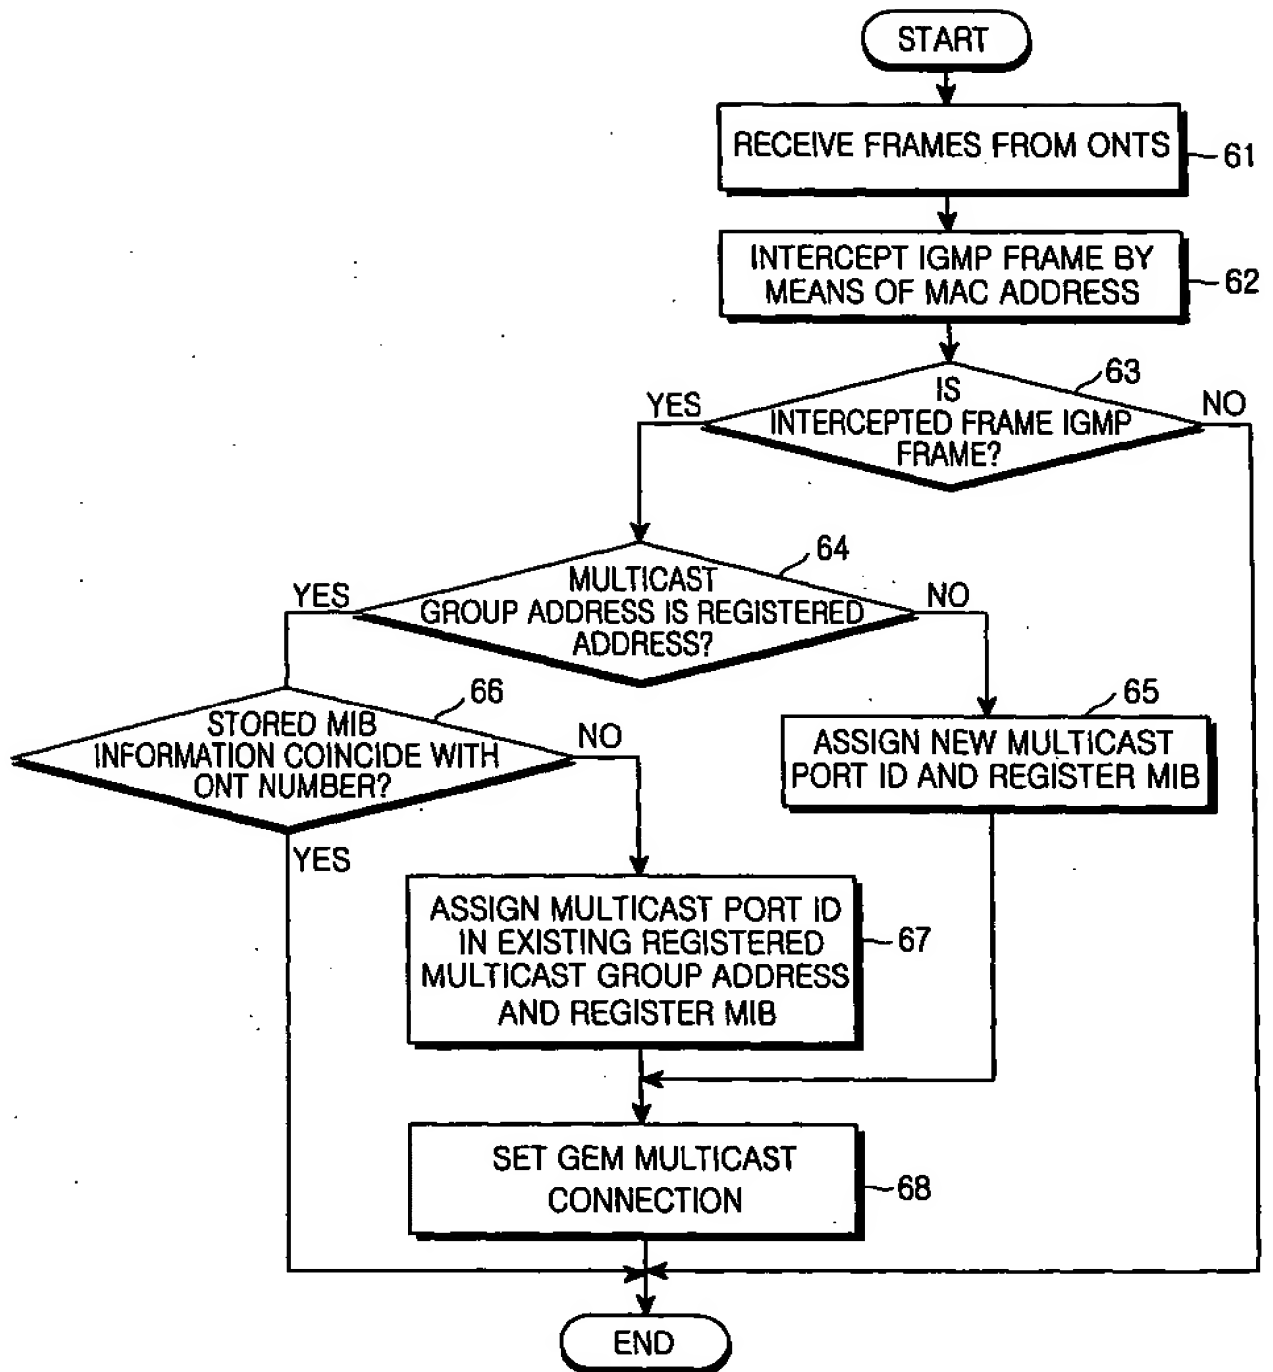 START
RECEIVE FRAMES FROM ONTS
61
INTERCEPT IGMP FRAME BY
MEANS OF MAC ADDRESS
62
63
IS
INTERCEPTED FRAME IGMP
FRAME?
YES
NO
64
MULTICAST
GROUP ADDRESS IS REGISTERED
ADDRESS?
YES
NO
66
STORED MIB
INFORMATION COINCIDE WITH
ONT NUMBER?
NO
YES
65
ASSIGN NEW MULTICAST
PORT ID AND REGISTER MIB
ASSIGN MULTICAST PORT ID
IN EXISTING REGISTERED
MULTICAST GROUP ADDRESS
AND REGISTER MIB
67
SET GEM MULTICAST
CONNECTION
68
END